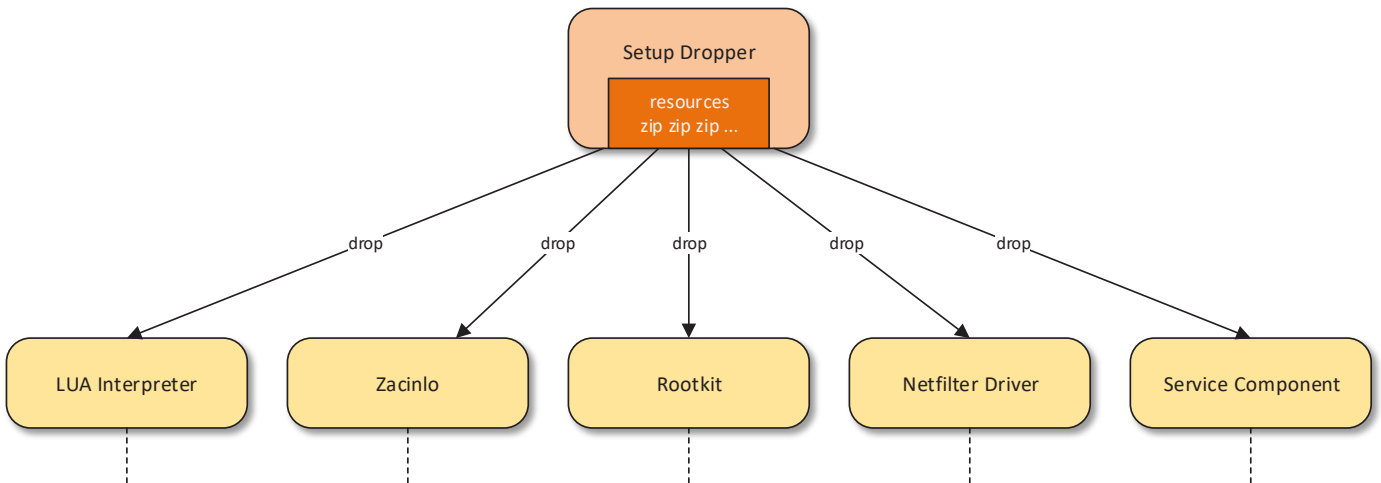 Setup Dropper
resources
zip zip zip ...
drop
drop
drop
drop
drop
LUA Interpreter
Zacinlo
Rootkit
Netfilter Driver
Service Component